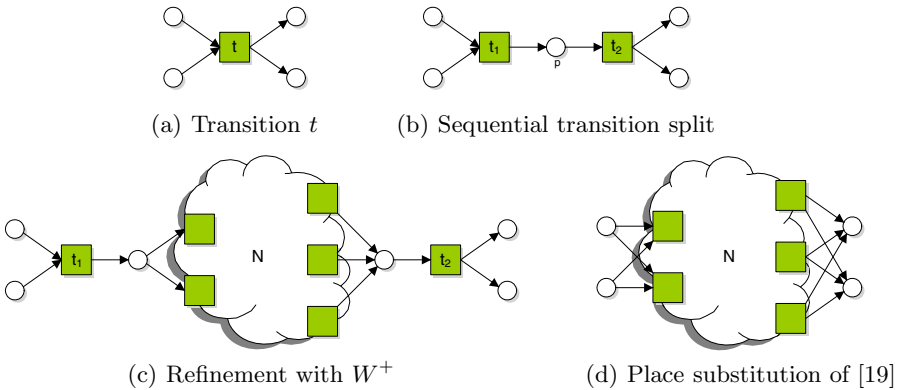 t
t1
p
t2
(a) Transition t
(b) Sequential transition split
t1
N
t2
N
(c) Refinement with W+
(d) Place substitution of [19]